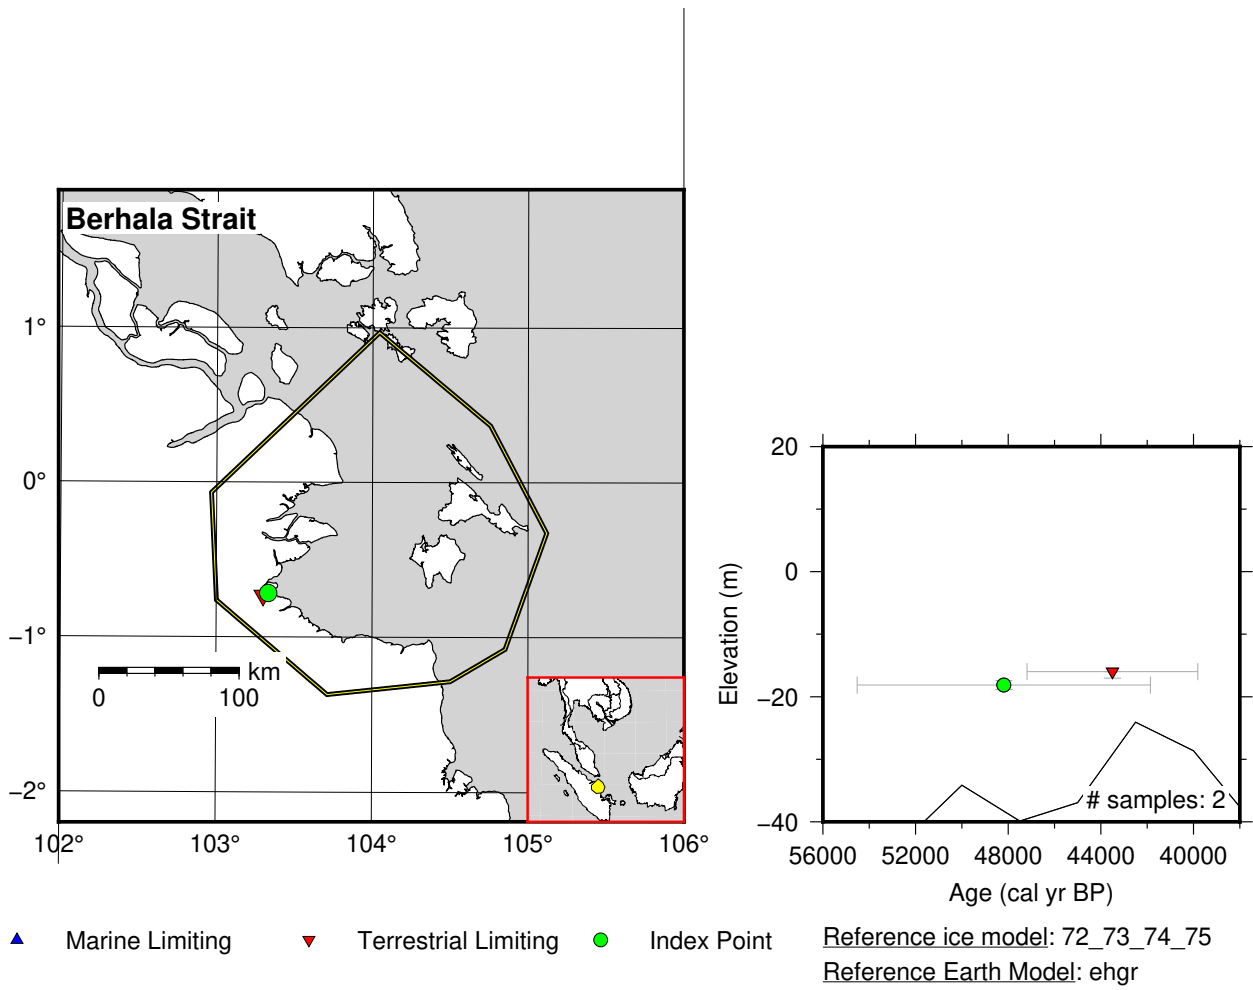 Berhala Strait
1°
0°
−1°
−2°
102°
103°
104°
105°
106°
km
0
100
20
0
−20
−40
Elevation (m)
# samples: 2
56000
52000
48000
44000
40000
Age (cal yr BP)
Marine Limiting
Terrestrial Limiting
Index Point
Reference ice model: 72_73_74_75
Reference Earth Model: ehgr